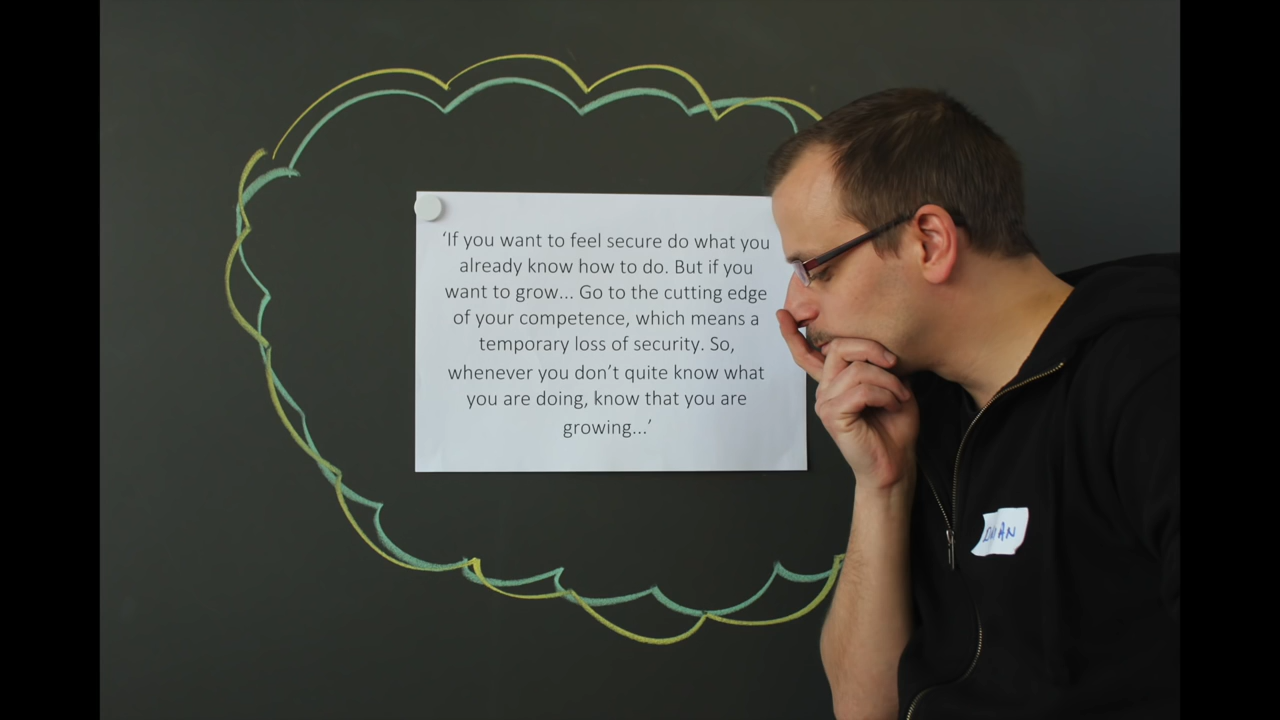 ‘If you want to feel secure do what you
already know how to do. But if you
want to grow... Go to the cutting edge
of your competence, which means a
temporary loss of security. So,
whenever you don’t quite know what
you are doing, know that you are
growing...’